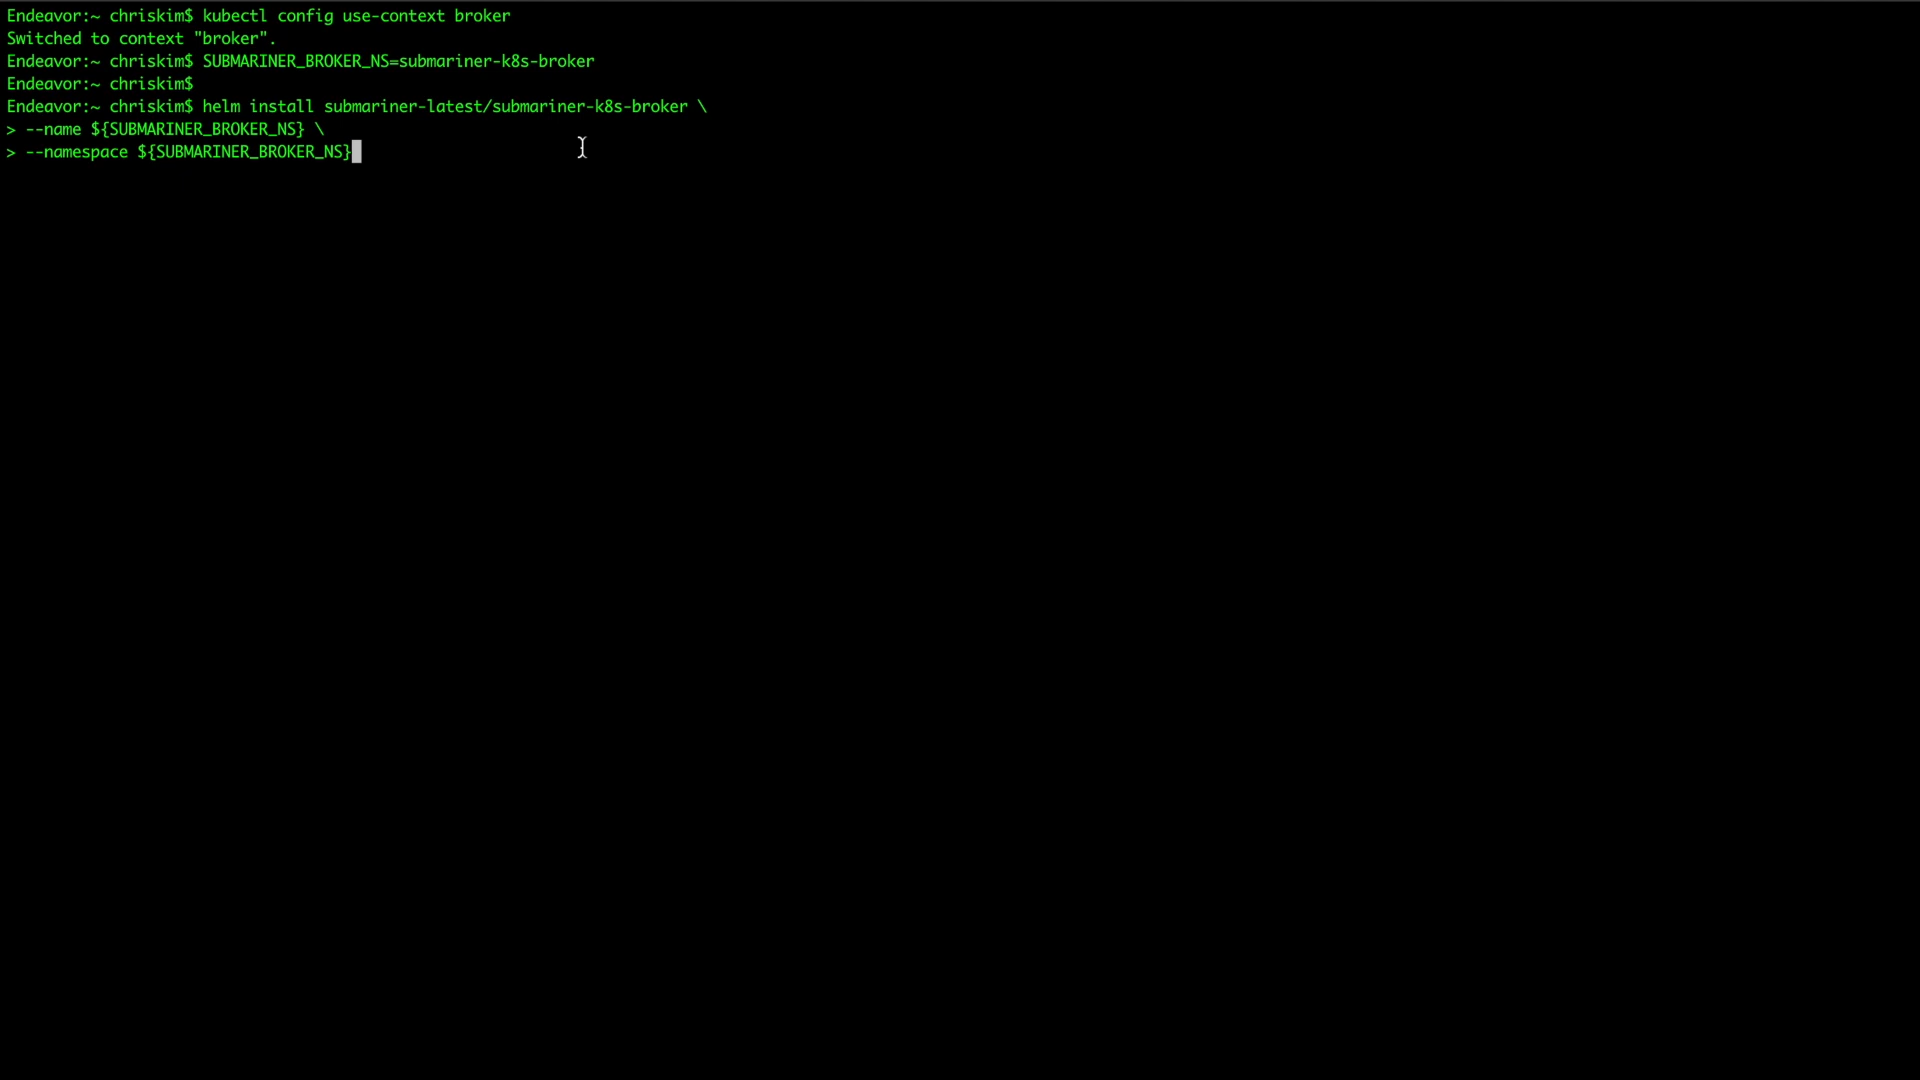 Endeavor:~ chriskim$ kubectl config use-context broker
Switched to context "broker".
Endeavor:~ chriskim$ SUBMARINER_BROKER_NS=submariner-k8s-broker
Endeavor:~ chriskim$
Endeavor:~ chriskim$ helm install submariner-latest/submariner-k8s-broker \
> --name ${SUBMARINER_BROKER_NS} \
> --namespace ${SUBMARINER_BROKER_NS}